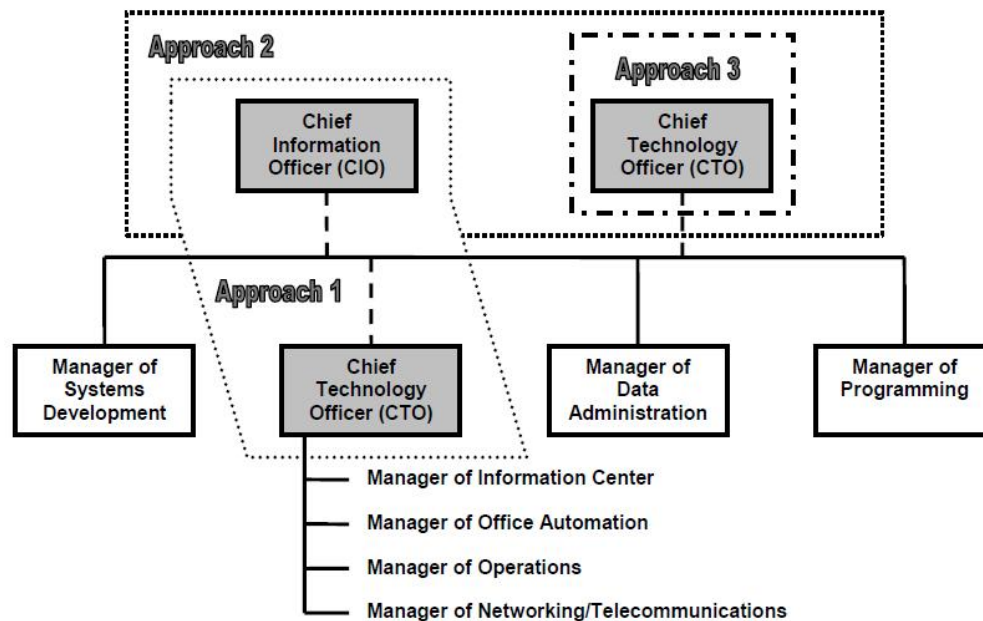 Approach 2
Approach 3
Chief
Information
Officer (CIO)
Chief
Technology
Officer (CTO)
Approach 1
Manager of
Systems
Development
Chief
Technology
Officer (CTO)
Manager of
Data
Administration
Manager of
Programming
Manager of Information Center
Manager of Office Automation
Manager of Operations
Manager of Networking/Telecommunications